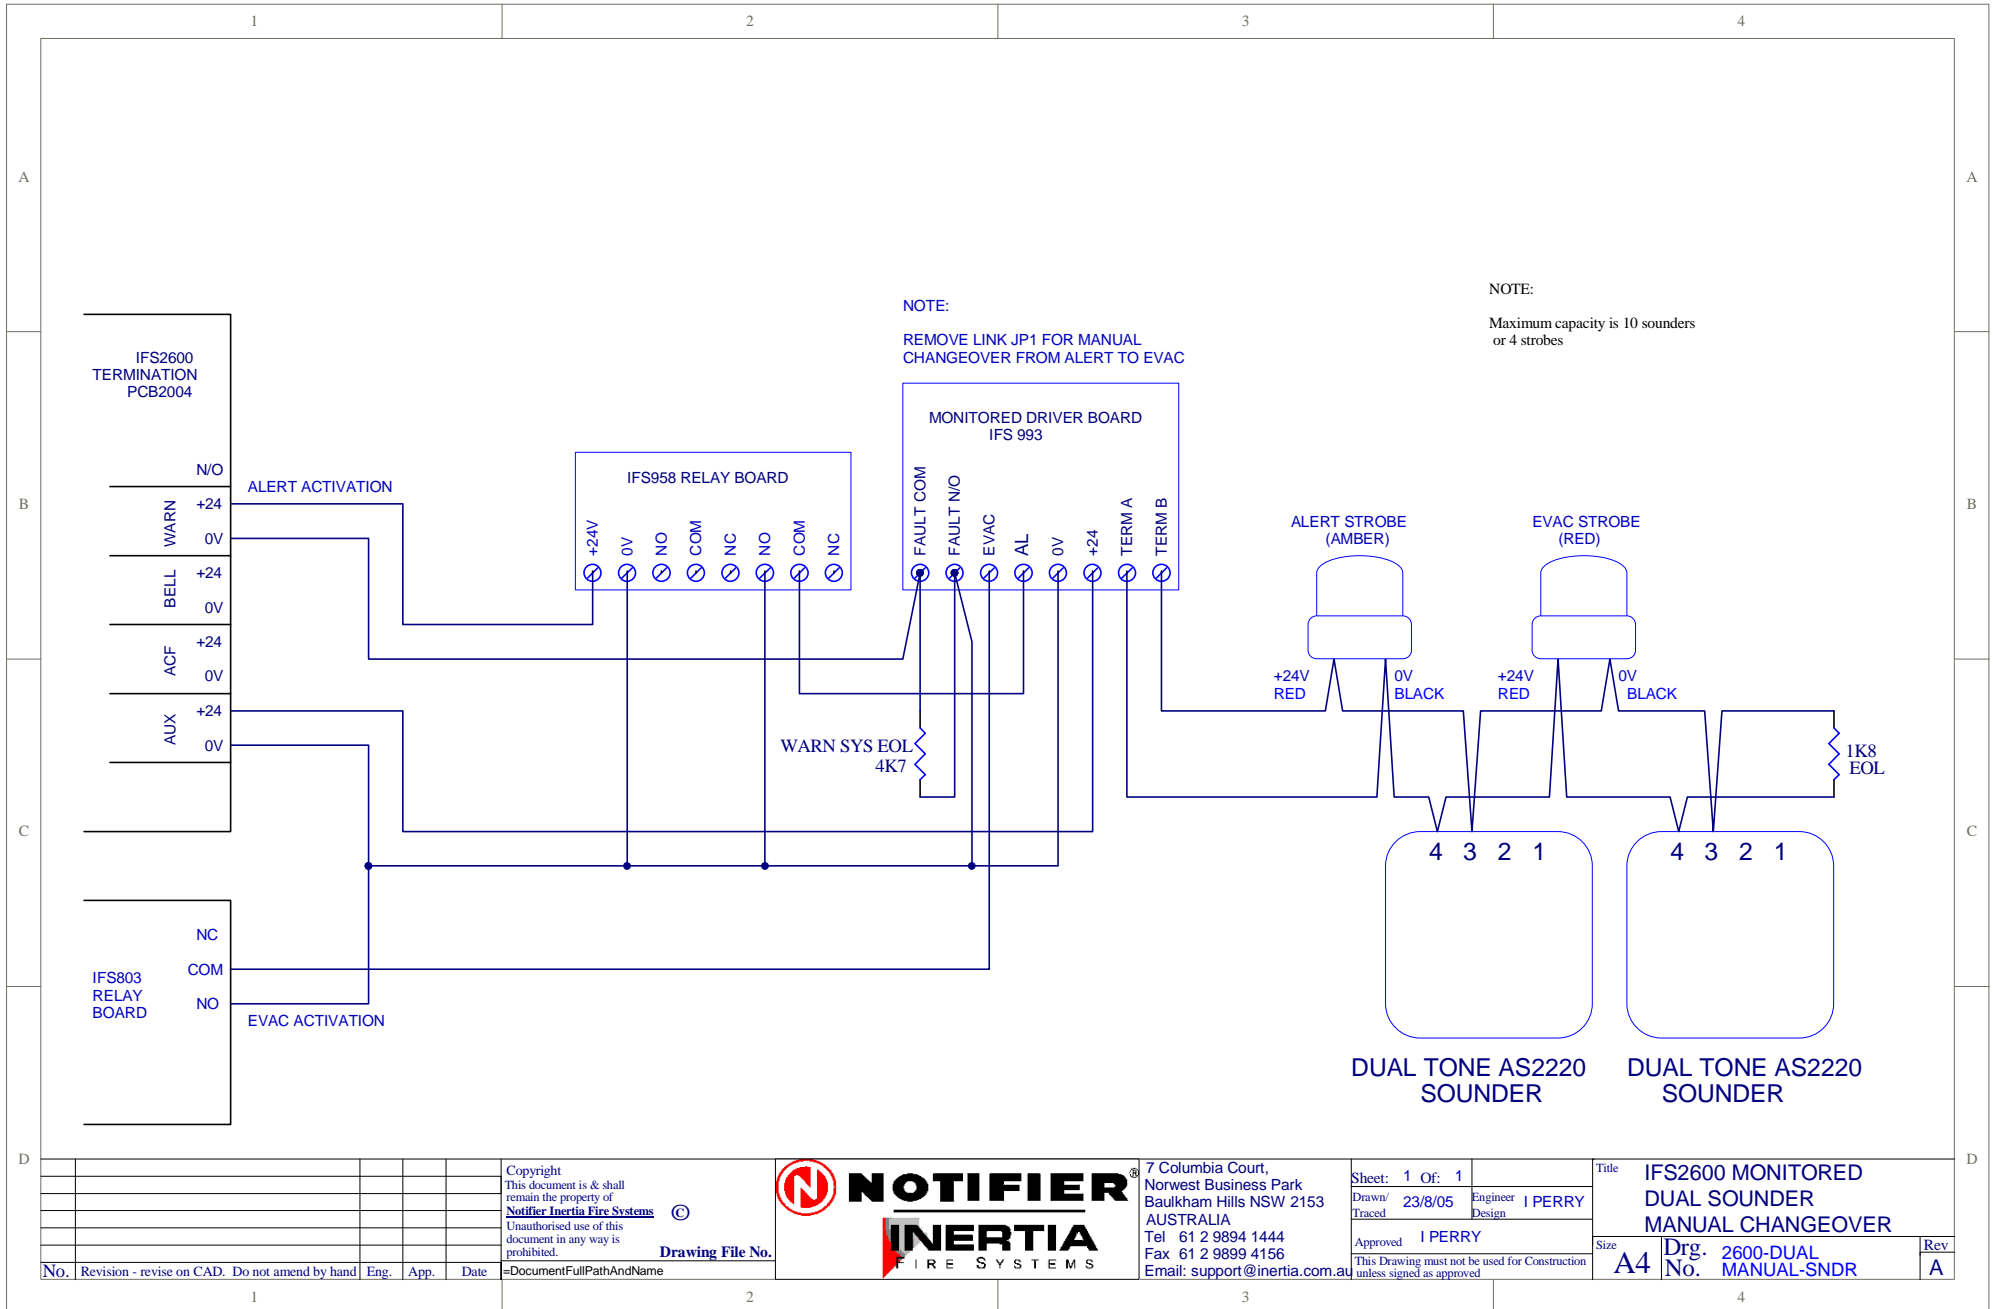 1 2 3 4
A A
B B
C C
D D
IFS2600
TERMINATION
PCB2004
N/O
WARN
+24
0V
BELL
+24
0V
ACF
+24
0V
AUX
+24
0V
ALERT ACTIVATION
IFS958 RELAY BOARD
+24V
0V
NO
COM
NC
NO
COM
NC
NOTE:
REMOVE LINK JP1 FOR MANUAL
CHANGEOVER FROM ALERT TO EVAC
MONITORED DRIVER BOARD
IFS 993
FAULT COM
FAULT N/O
EVAC
AL
0V
+24
TERM A
TERM B
NOTE:
Maximum capacity is 10 sounders
or 4 strobes
ALERT STROBE
(AMBER)
EVAC STROBE
(RED)
+24V
RED
0V
BLACK
+24V
RED
0V
BLACK
WARN SYS EOL
4K7
1K8
EOL
4 3 2 1
4 3 2 1
DUAL TONE AS2220
SOUNDER
DUAL TONE AS2220
SOUNDER
IFS803
RELAY
BOARD
NC
COM
NO
EVAC ACTIVATION
No. Revision - revise on CAD. Do not amend by hand Eng. App. Date
Copyright
This document is & shall
remain the property of
Notifier Inertia Fire Systems ©
Unauthorised use of this
document in any way is
prohibited.
Drawing File No.
=DocumentFullPathAndName
N NOTIFIER®
INERTIA
FIRE SYSTEMS
7 Columbia Court,
Norwest Business Park
Baulkham Hills NSW 2153
AUSTRALIA
Tel 61 2 9894 1444
Fax 61 2 9899 4156
Email: support@inertia.com.au
Sheet: 1 Of: 1
Drawn/
Traced 23/8/05
Engineer
Design I PERRY
Approved I PERRY
This Drawing must not be used for Construction
unless signed as approved
Title
IFS2600 MONITORED
DUAL SOUNDER
MANUAL CHANGEOVER
Size
A4
Drg.
No.
2600-DUAL
MANUAL-SNDR
Rev
A
1 2 3 4